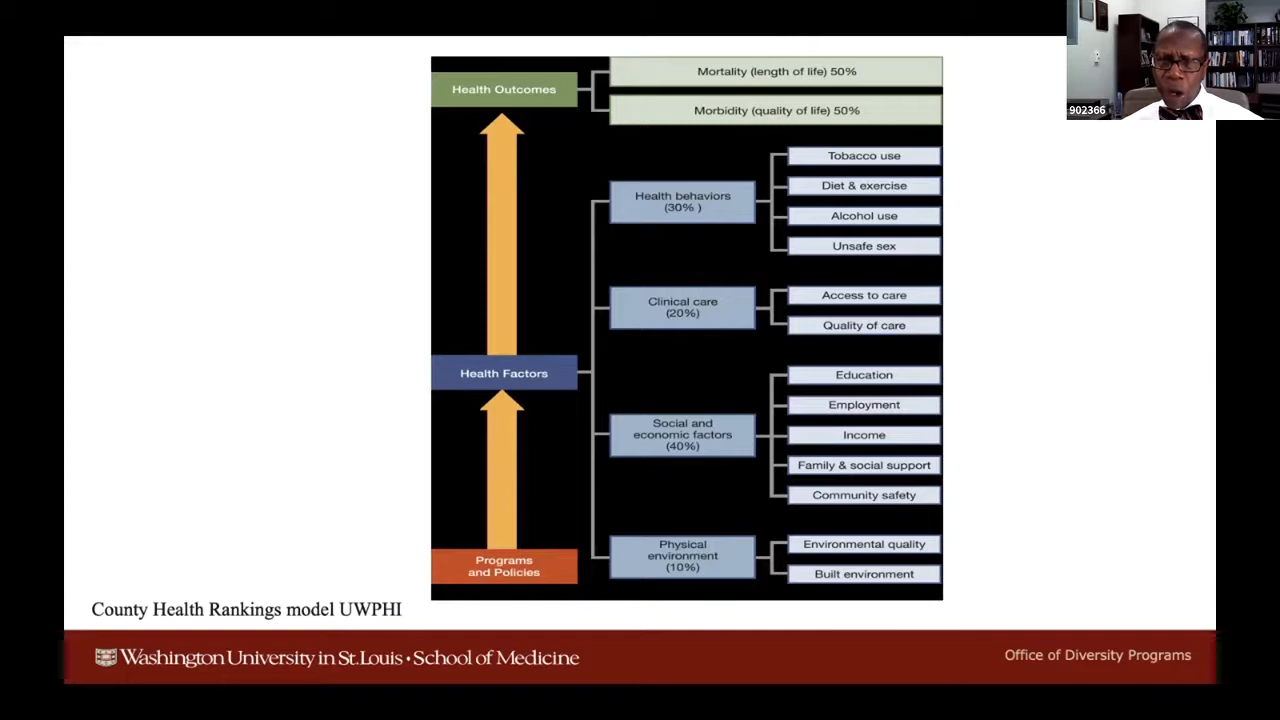 902366
Health Outcomes
Mortality (length of life) 50%
Morbidity (quality of life) 50%
Health behaviors
(30% )
Tobacco use
Diet & exercise
Alcohol use
Unsafe sex
Clinical care
(20%)
Access to care
Quality of care
Health Factors
Social and
economic factors
(40%)
Education
Employment
Income
Family & social support
Community safety
Physical
environment
(10%)
Environmental quality
Built environment
Programs
and Policies
County Health Rankings model UWPHI
Washington University in St.Louis • School of Medicine
Office of Diversity Programs